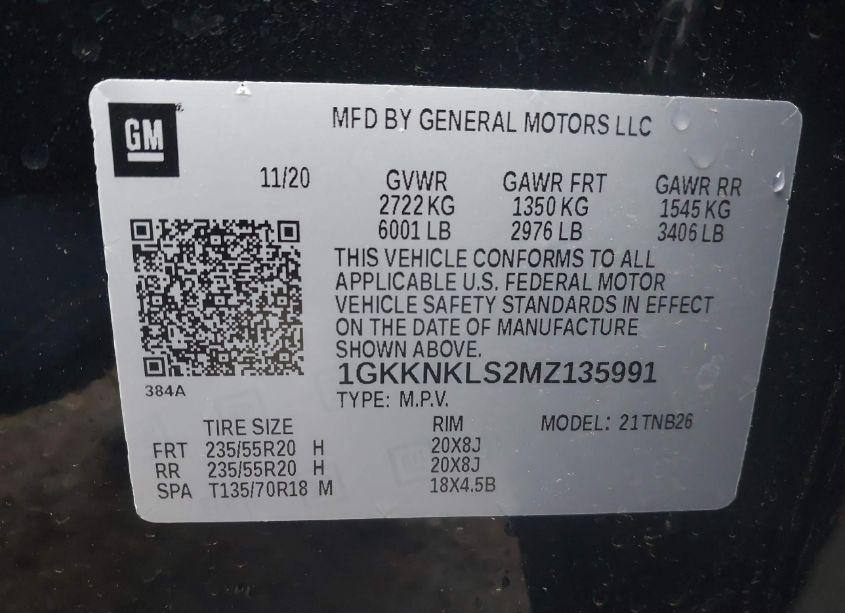 GM
MFD BY GENERAL MOTORS LLC
11/20 GVWR GAWR FRT GAWR RR
2722 KG 1350 KG 1545 KG
6001 LB 2976 LB 3406 LB
THIS VEHICLE CONFORMS TO ALL
APPLICABLE U.S. FEDERAL MOTOR
VEHICLE SAFETY STANDARDS IN EFFECT
ON THE DATE OF MANUFACTURE
SHOWN ABOVE.
1GKKNKLS2MZ135991
384A
TYPE: M.P.V.
TIRE SIZE RIM MODEL: 21TNB26
FRT 235/55R20 H 20X8J
RR 235/55R20 H 20X8J
SPA T135/70R18 M 18X4.5B